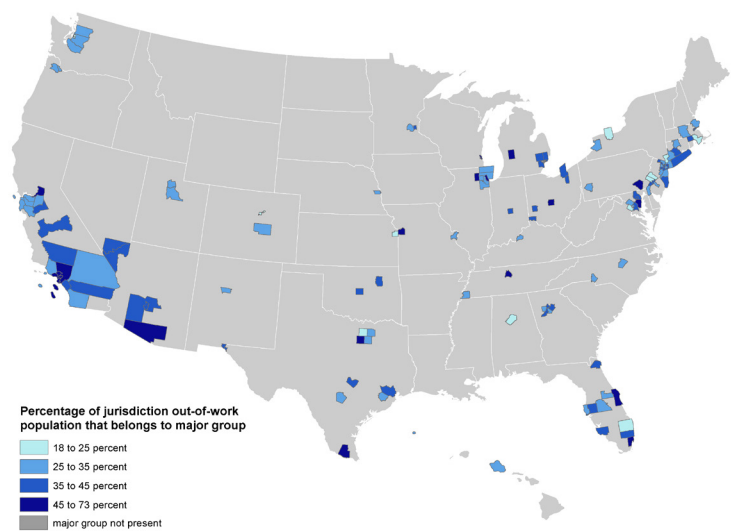 Percentage of jurisdiction out-of-work
population that belongs to major group
18 to 25 percent
25 to 35 percent
35 to 45 percent
45 to 73 percent
major group not present